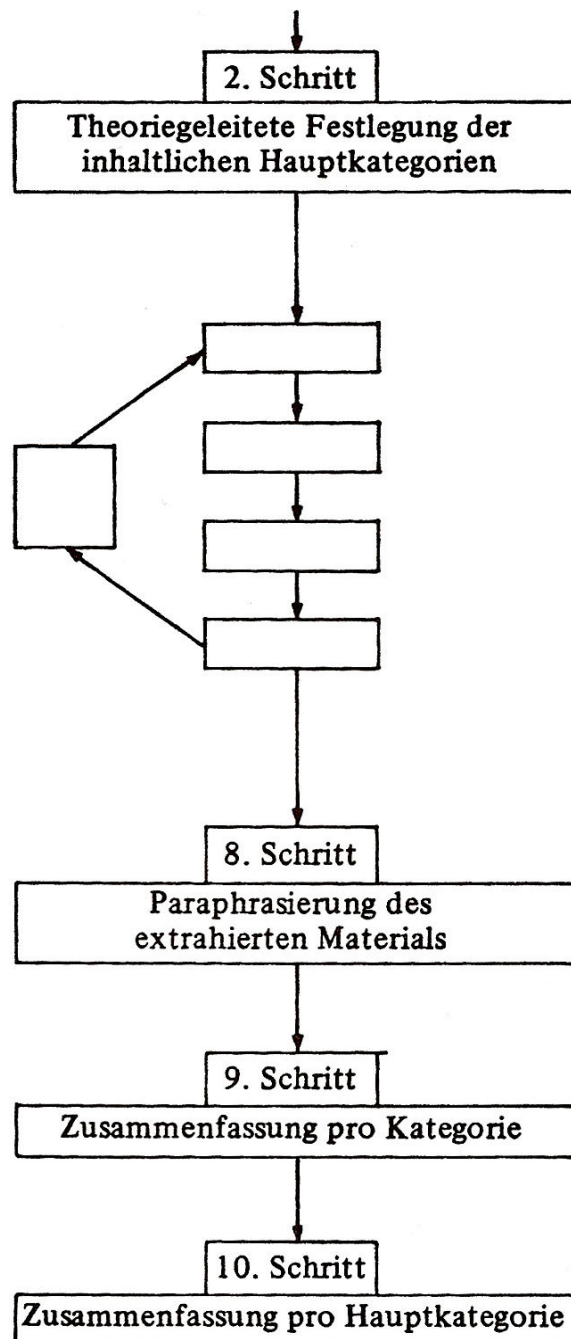 2. Schritt
Theoriegeleitete Festlegung der
inhaltlichen Hauptkategorien
8. Schritt
Paraphrasierung des
extrahierten Materials
9. Schritt
Zusammenfassung pro Kategorie
10. Schritt
Zusammenfassung pro Hauptkategorie